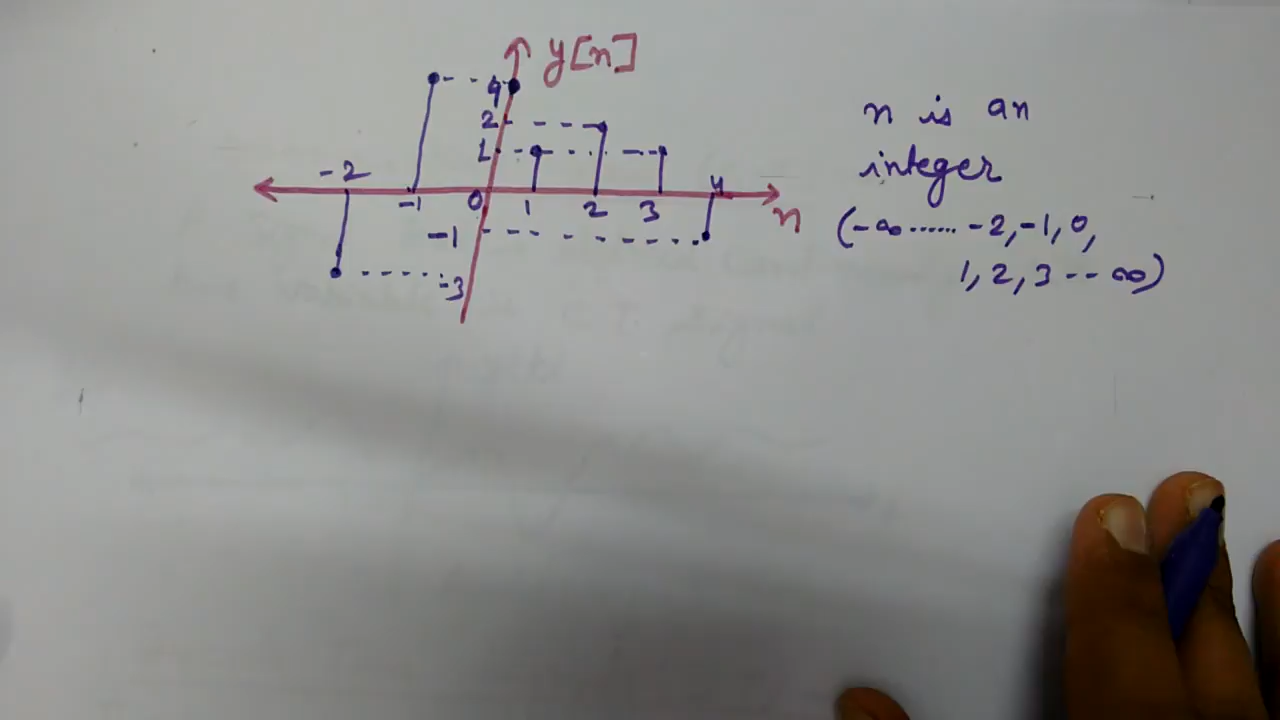 y[n]
4
2
1
-2
-1 0 1 2 3 4
n
-1
-3
n is an
integer
(-∞ ...... -2, -1, 0,
1, 2, 3 -- ∞)